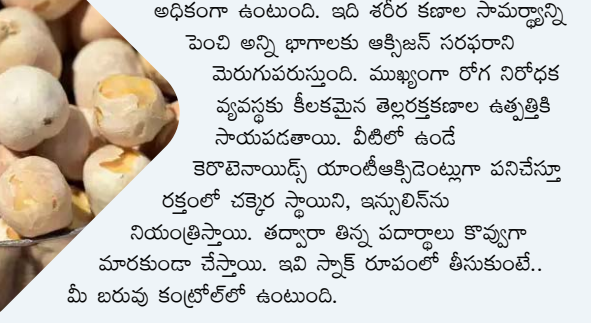 అధికంగా ఉంటుంది. ఇది శరీర కణాల సామర్థ్యాన్ని
పెంచి అన్ని భాగాలకు ఆక్సిజన్ సరఫరాని
మెరుగుపరుస్తుంది. ముఖ్యంగా రోగ నిరోధక
వ్యవస్థకు కీలకమైన తెల్లరక్తకణాల ఉత్పత్తికి
సాయపడతాయి. వీటిలో ఉండే
కెరొటెనాయిడ్స్ యాంటీఆక్సిడెంట్లుగా పనిచేస్తూ
రక్తంలో చక్కెర స్థాయిని, ఇన్సులిన్‌ను
నియంత్రిస్తాయి. తద్వారా తిన్న పదార్థాలు కొవ్వుగా
మారకుండా చేస్తాయి. ఇవి స్నాక్ రూపంలో తీసుకుంటే..
మీ బరువు కంట్రోల్‌లో ఉంటుంది.